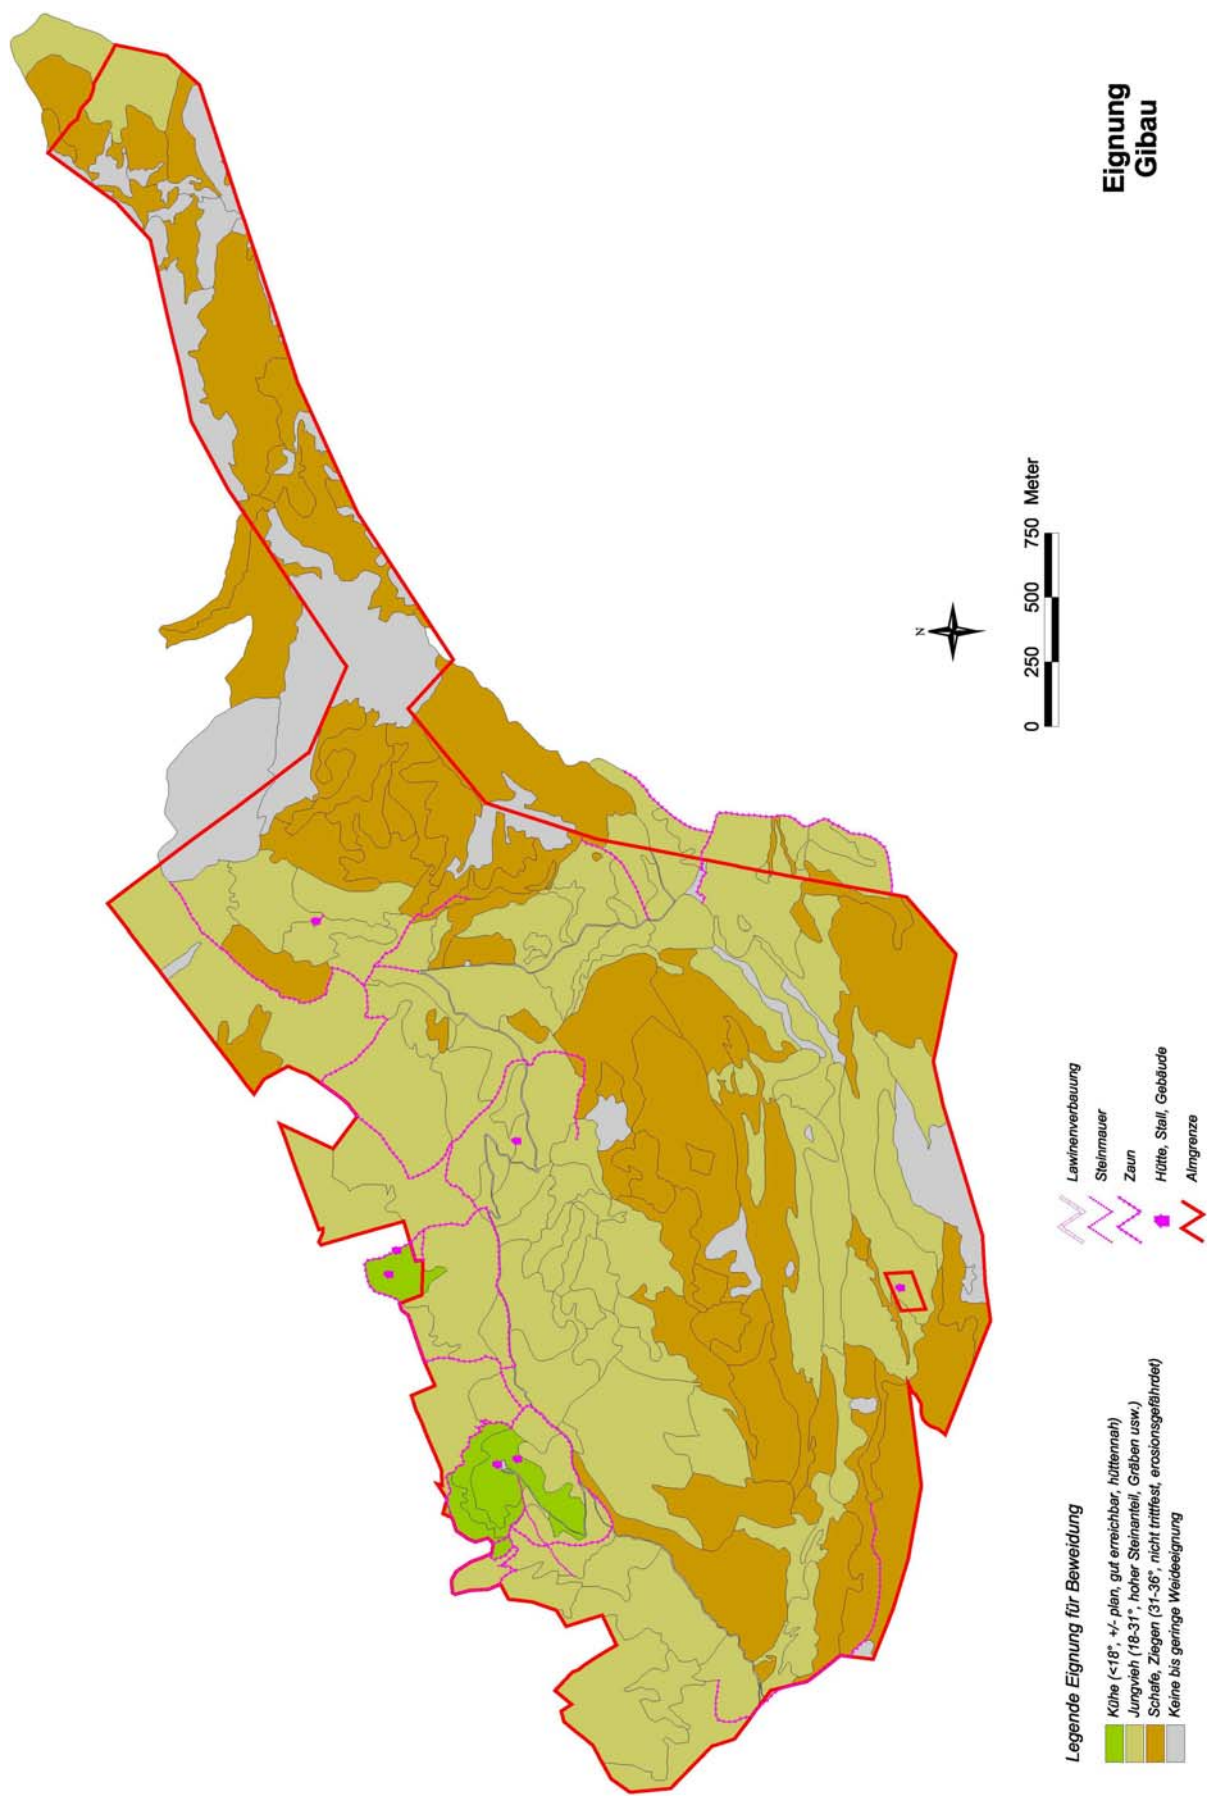 Eignung
Gibau
N
0 250 500 750 Meter
Legende Eignung für Beweidung
Kühe (<18°, +/- plan, gut erreichbar, hüttennah)
Jungvieh (18-31°, hoher Steinanteil, Gräben usw.)
Schafe, Ziegen (31-36°, nicht trittfest, erosionsgefährdet)
Keine bis geringe Weideeignung
Lawinenverbauung
Steinmauer
Zaun
Hütte, Stall, Gebäude
Almgrenze